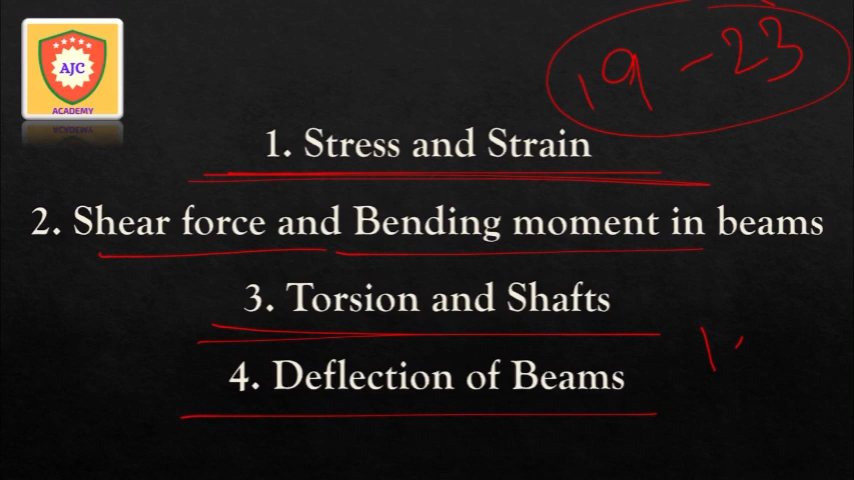 AJC
ACADEMY
19-23
1. Stress and Strain
2. Shear force and Bending moment in beams
3. Torsion and Shafts
4. Deflection of Beams